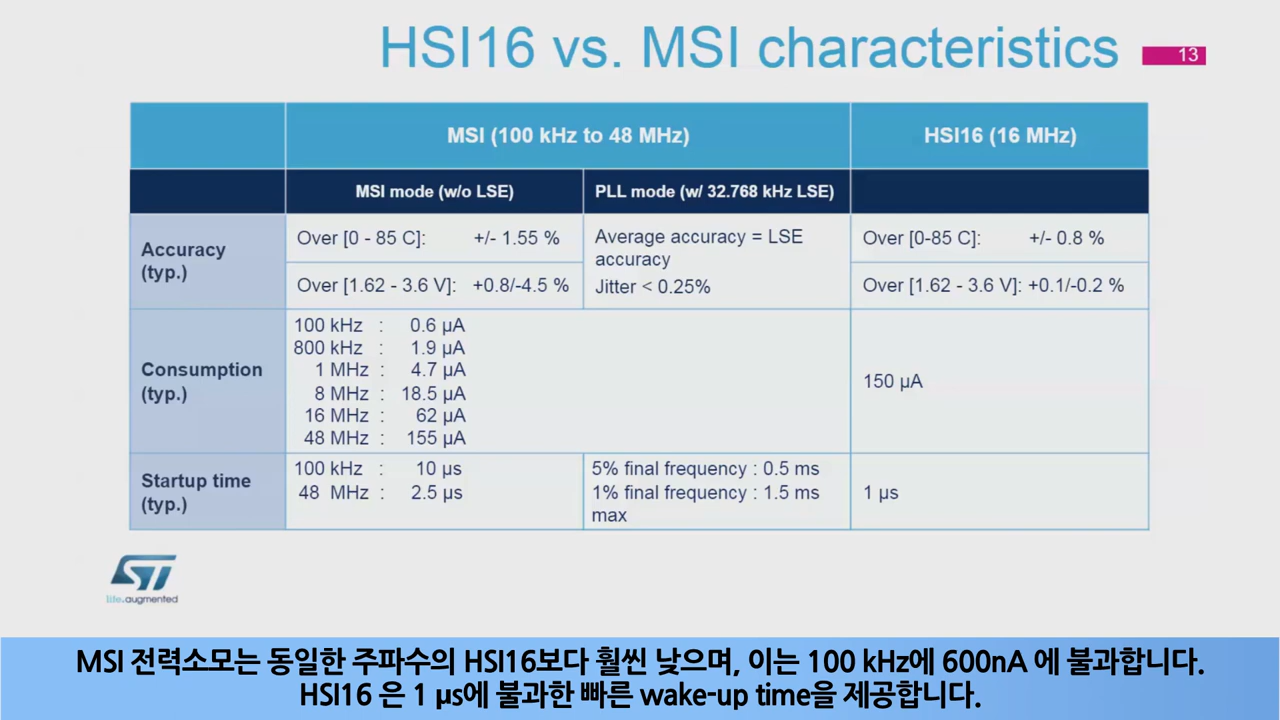 HSI16 vs. MSI characteristics
13
MSI (100 kHz to 48 MHz)
HSI16 (16 MHz)
MSI mode (w/o LSE)
PLL mode (w/ 32.768 kHz LSE)
Accuracy
(typ.)
Over [0 - 85 C]: +/- 1.55 %
Over [1.62 - 3.6 V]: +0.8/-4.5 %
Average accuracy = LSE
accuracy
Jitter < 0.25%
Over [0-85 C]: +/- 0.8 %
Over [1.62 - 3.6 V]: +0.1/-0.2 %
Consumption
(typ.)
100 kHz : 0.6 µA
800 kHz : 1.9 µA
1 MHz : 4.7 µA
8 MHz : 18.5 µA
16 MHz : 62 µA
48 MHz : 155 µA
150 µA
Startup time
(typ.)
100 kHz : 10 µs
48 MHz : 2.5 µs
5% final frequency : 0.5 ms
1% final frequency : 1.5 ms
max
1 µs
ST
life.augmented
MSI 전력소모는 동일한 주파수의 HSI16보다 훨씬 낮으며, 이는 100 kHz에 600nA 에 불과합니다.
HSI16 은 1 µs에 불과한 빠른 wake-up time을 제공합니다.